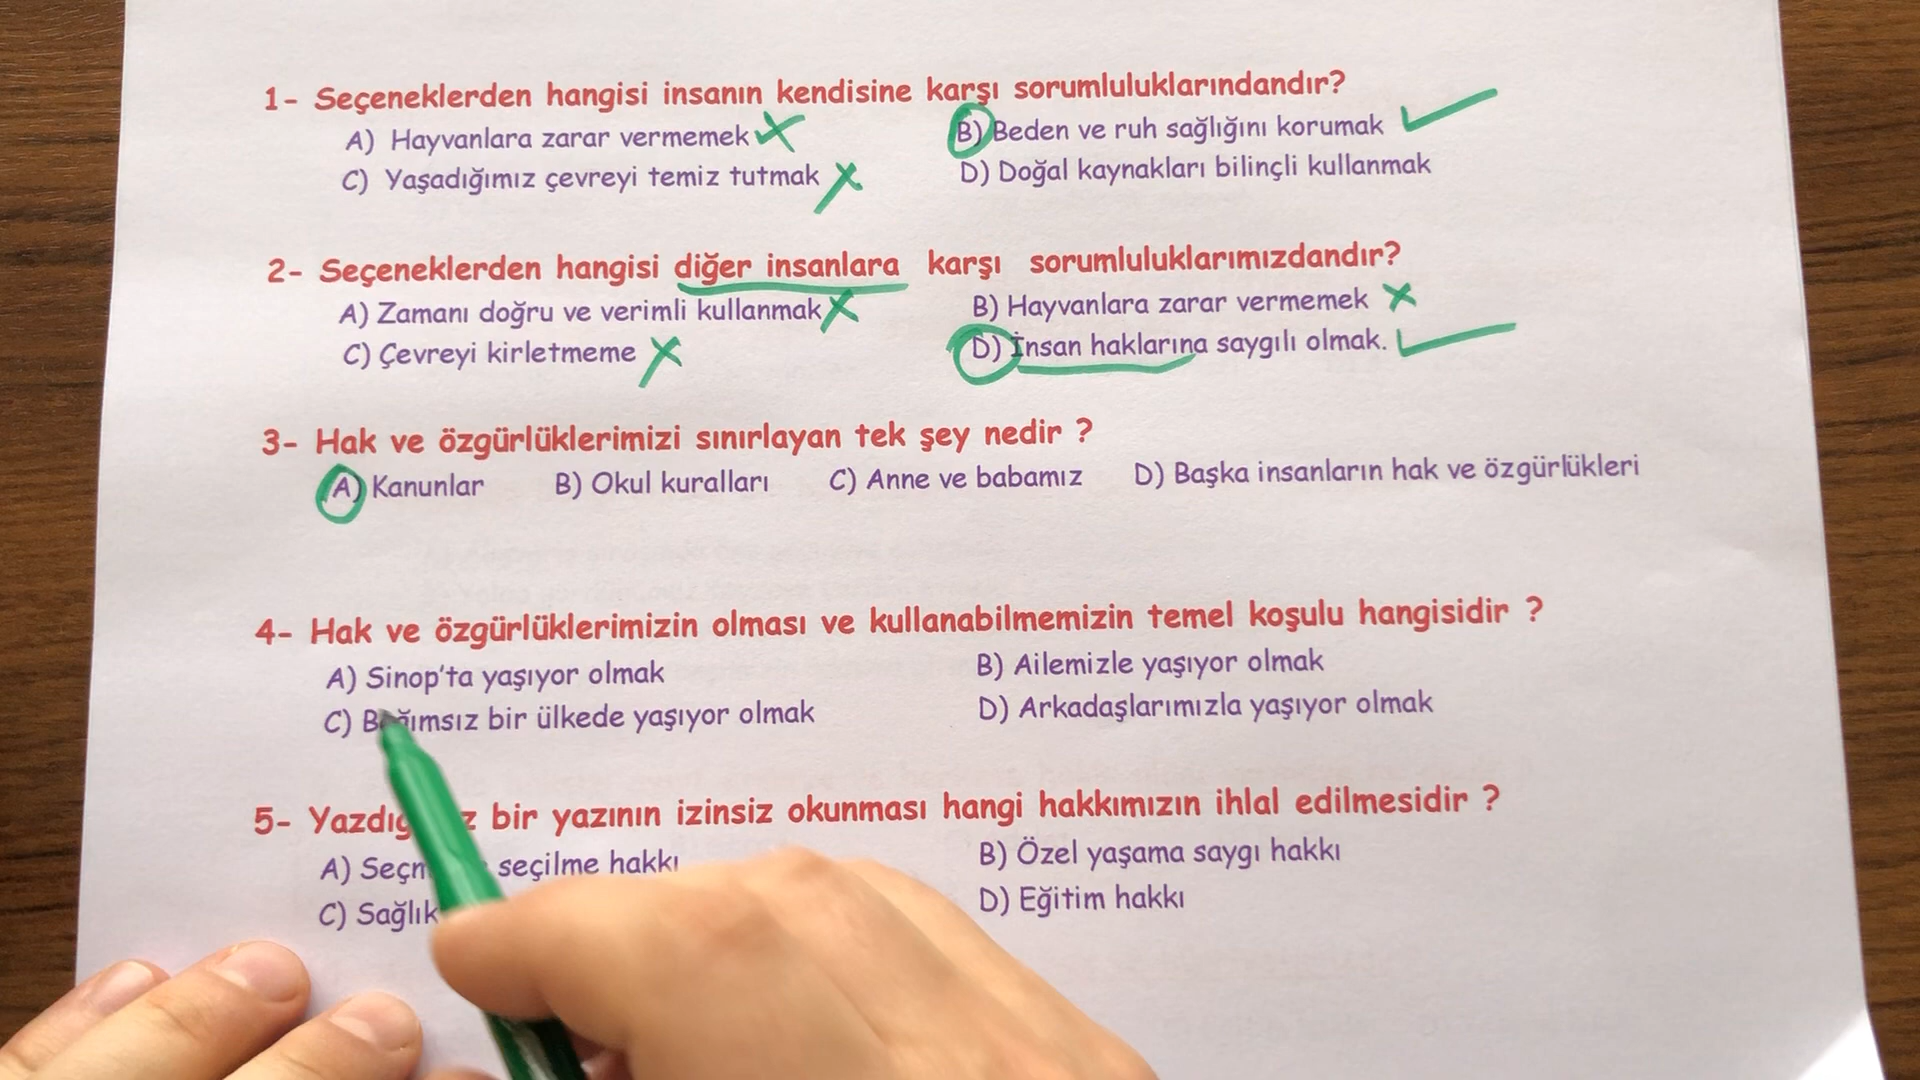 1- Seçeneklerden hangisi insanın kendisine karşı sorumluluklarındandır?
A) Hayvanlara zarar vermemek B) Beden ve ruh sağlığını korumak
C) Yaşadığımız çevreyi temiz tutmak D) Doğal kaynakları bilinçli kullanmak
2- Seçeneklerden hangisi diğer insanlara karşı sorumluluklarımızdandır?
A) Zamanı doğru ve verimli kullanmak B) Hayvanlara zarar vermemek
C) Çevreyi kirletmeme D) İnsan haklarına saygılı olmak.
3- Hak ve özgürlüklerimizi sınırlayan tek şey nedir ?
A) Kanunlar B) Okul kuralları C) Anne ve babamız D) Başka insanların hak ve özgürlükleri
4- Hak ve özgürlüklerimizin olması ve kullanabilmemizin temel koşulu hangisidir ?
A) Sinop'ta yaşıyor olmak B) Ailemizle yaşıyor olmak
C) Bağımsız bir ülkede yaşıyor olmak D) Arkadaşlarımızla yaşıyor olmak
5- bir yazının izinsiz okunması hangi hakkımızın ihlal edilmesidir ?
A) seçilme hakkı B) Özel yaşama saygı hakkı
C) Sağlık D) Eğitim hakkı